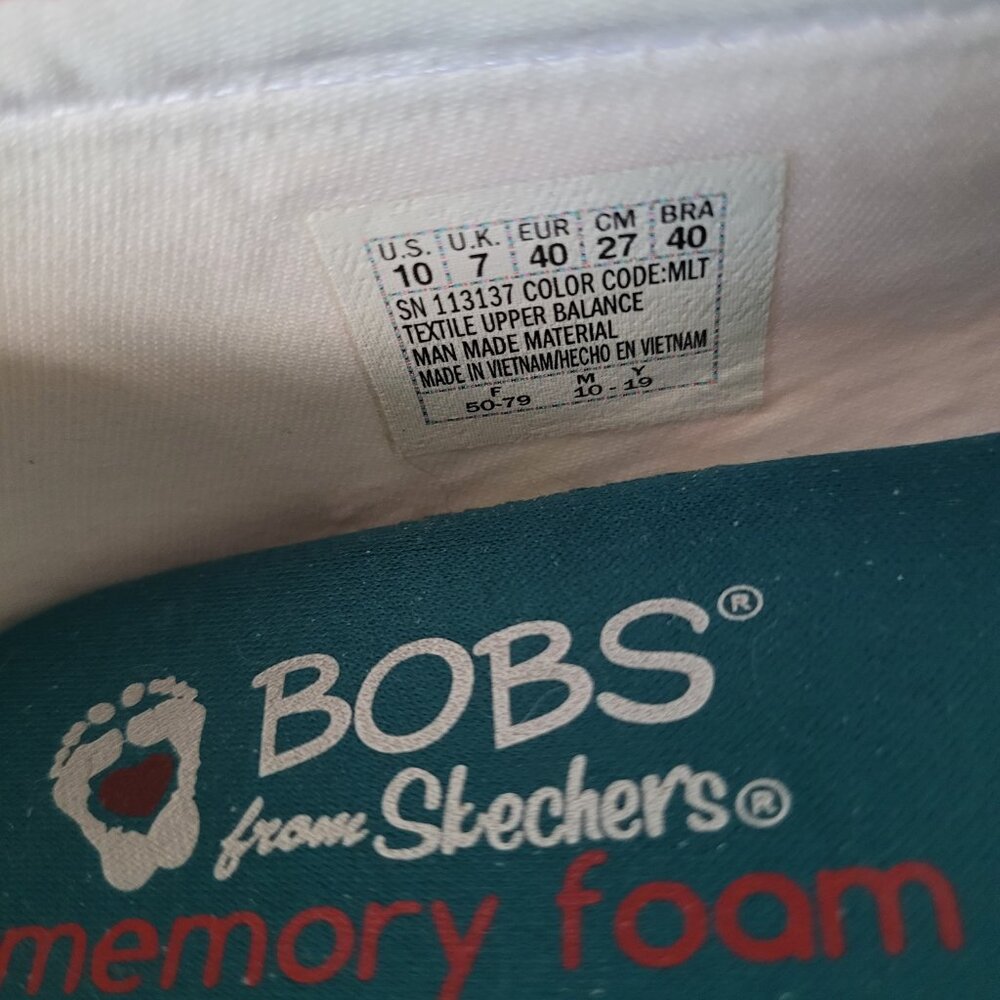 U.S. U.K. EUR CM BRA
10 7 40 27 40
SN 113137 COLOR CODE:MLT
TEXTILE UPPER BALANCE
MAN MADE MATERIAL
MADE IN VIETNAM/HECHO EN VIETNAM
F M Y
50-79 10 - 19
BOBS®
from Skechers®
memory foam